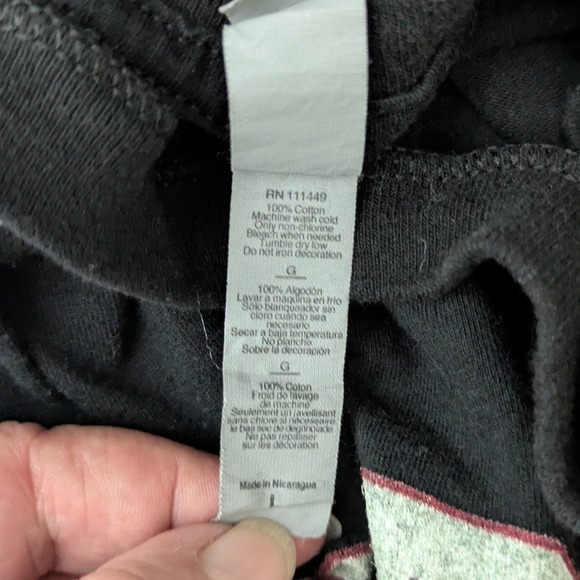 RN 111449
100% Cotton
Machine wash cold
Only non-chlorine
Bleach when needed
Tumble dry low
Do not iron decoration
G
100% Algodón
Lavar a máquina en frio
Solo blanqueador sin
cloro cuando sea
necesario
Secar a baja temperatura
No planche
Sobre la decoración
G
100% Coton
Froid de lavage
de machine
Seulement un javellisant
sans chlore si nécessaire
le bas sec de degringolade
Ne pas repaliser
sur les décoration
Made in Nicaragua